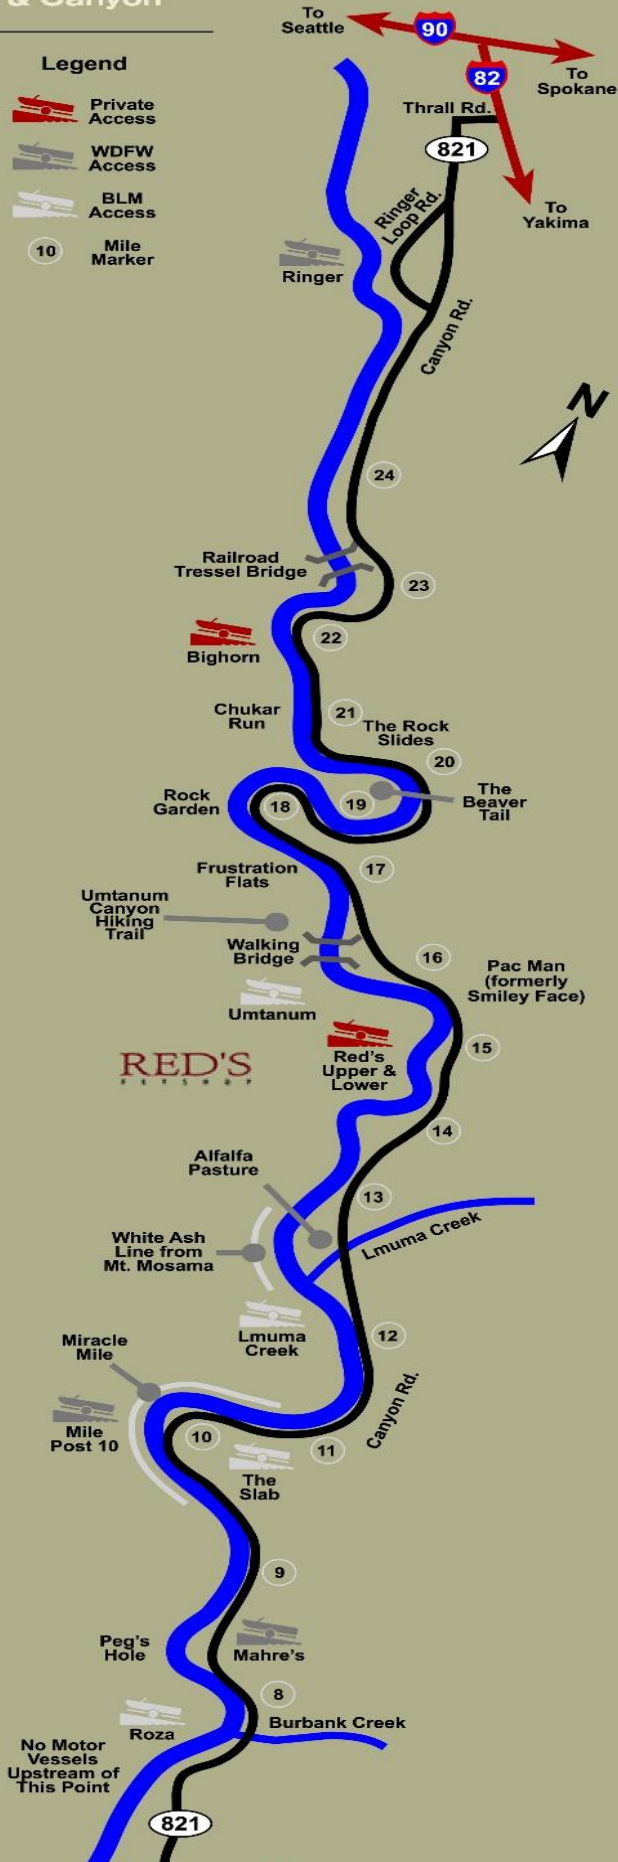 & Canyon
Legend
Private
Access
WDFW
Access
BLM
Access
10
Mile
Marker
To
Seattle
90
82
To
Spokane
Thrall Rd.
821
To
Yakima
Ringer
Loop Rd.
Ringer
Canyon Rd.
N
24
Railroad
Tressel Bridge
23
22
Bighorn
Chukar
Run
21
The Rock
Slides
20
The
Beaver
Tail
19
18
Rock
Garden
17
Frustration
Flats
Umtanum
Canyon
Hiking
Trail
Walking
Bridge
16
Pac Man
(formerly
Smiley Face)
Umtanum
15
Red's
Upper &
Lower
RED'S
FLYSHOP
14
Alfalfa
Pasture
13
Lmuma Creek
White Ash
Line from
Mt. Mosama
Lmuma
Creek
12
Miracle
Mile
Canyon Rd.
Mile
Post 10
10
11
The
Slab
9
Peg's
Hole
Mahre's
8
Roza
Burbank Creek
No Motor
Vessels
Upstream of
This Point
821